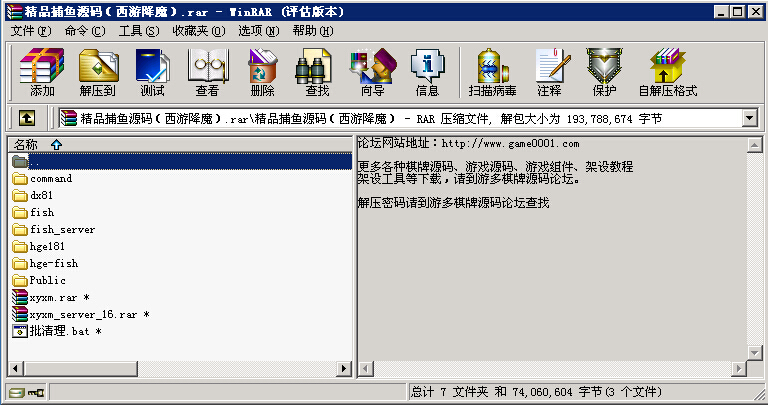 精品捕鱼源码(西游降魔).rar - WinRAR (评估版本)
文件(F) 命令(C) 工具(S) 收藏夹(O) 选项(N) 帮助(H)
添加 解压到 测试 查看 删除 查找 向导 信息 扫描病毒 注释 保护 自解压格式
精品捕鱼源码(西游降魔).rar\精品捕鱼源码(西游降魔) - RAR 压缩文件, 解包大小为 193,788,674 字节
名称
..
command
dx81
fish
fish_server
hge181
hge-fish
Public
xyxm.rar *
xyxm_server_16.rar *
批清理.bat *
论坛网站地址：http://www.game0001.com
更多各种棋牌源码、游戏源码、游戏组件、架设教程
架设工具等下载，请到游多棋牌源码论坛。
解压密码请到游多棋牌源码论坛查找
总计 7 文件夹 和 74,060,604 字节(3 个文件)